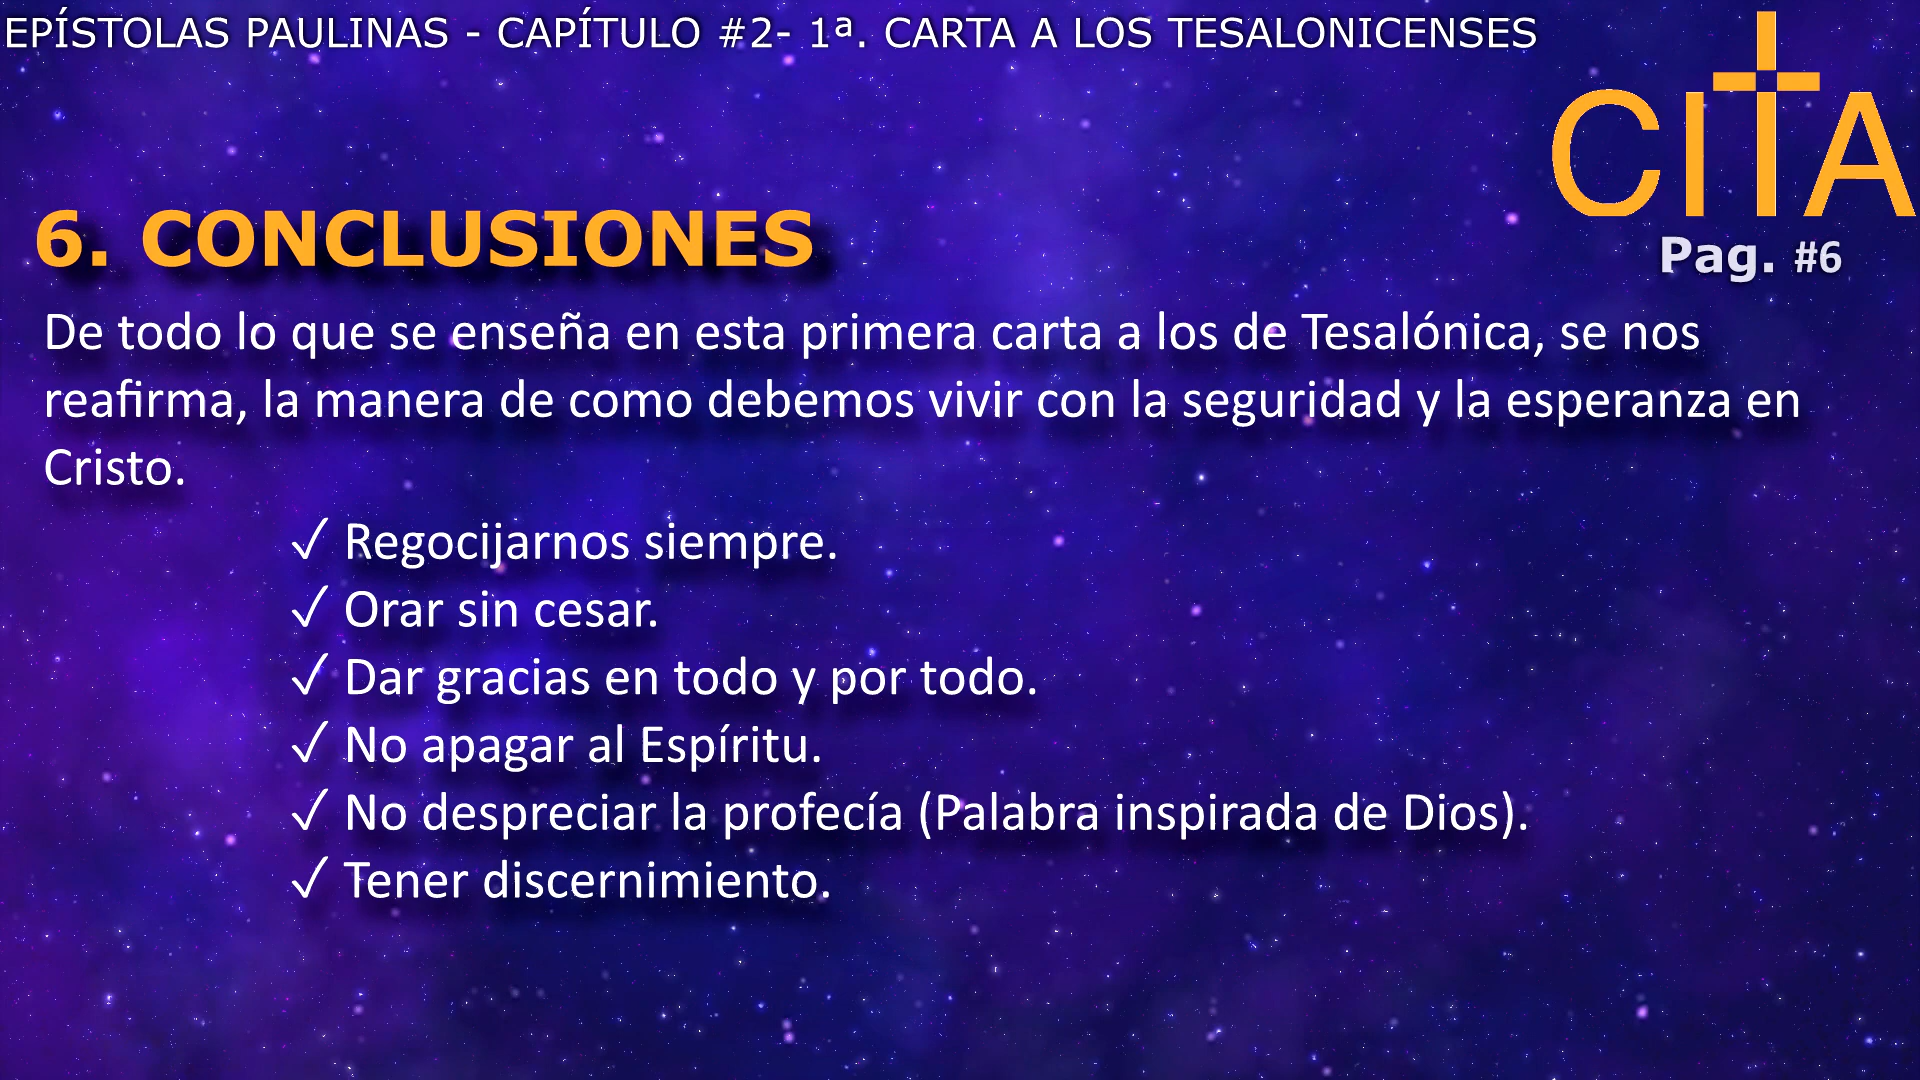 EPÍSTOLAS PAULINAS - CAPÍTULO #2- 1ª. CARTA A LOS TESALONICENSES
CITA
Pag. #6
6. CONCLUSIONES
De todo lo que se enseña en esta primera carta a los de Tesalónica, se nos
reafirma, la manera de como debemos vivir con la seguridad y la esperanza en
Cristo.
✓ Regocijarnos siempre.
✓ Orar sin cesar.
✓ Dar gracias en todo y por todo.
✓ No apagar al Espíritu.
✓ No despreciar la profecía (Palabra inspirada de Dios).
✓ Tener discernimiento.